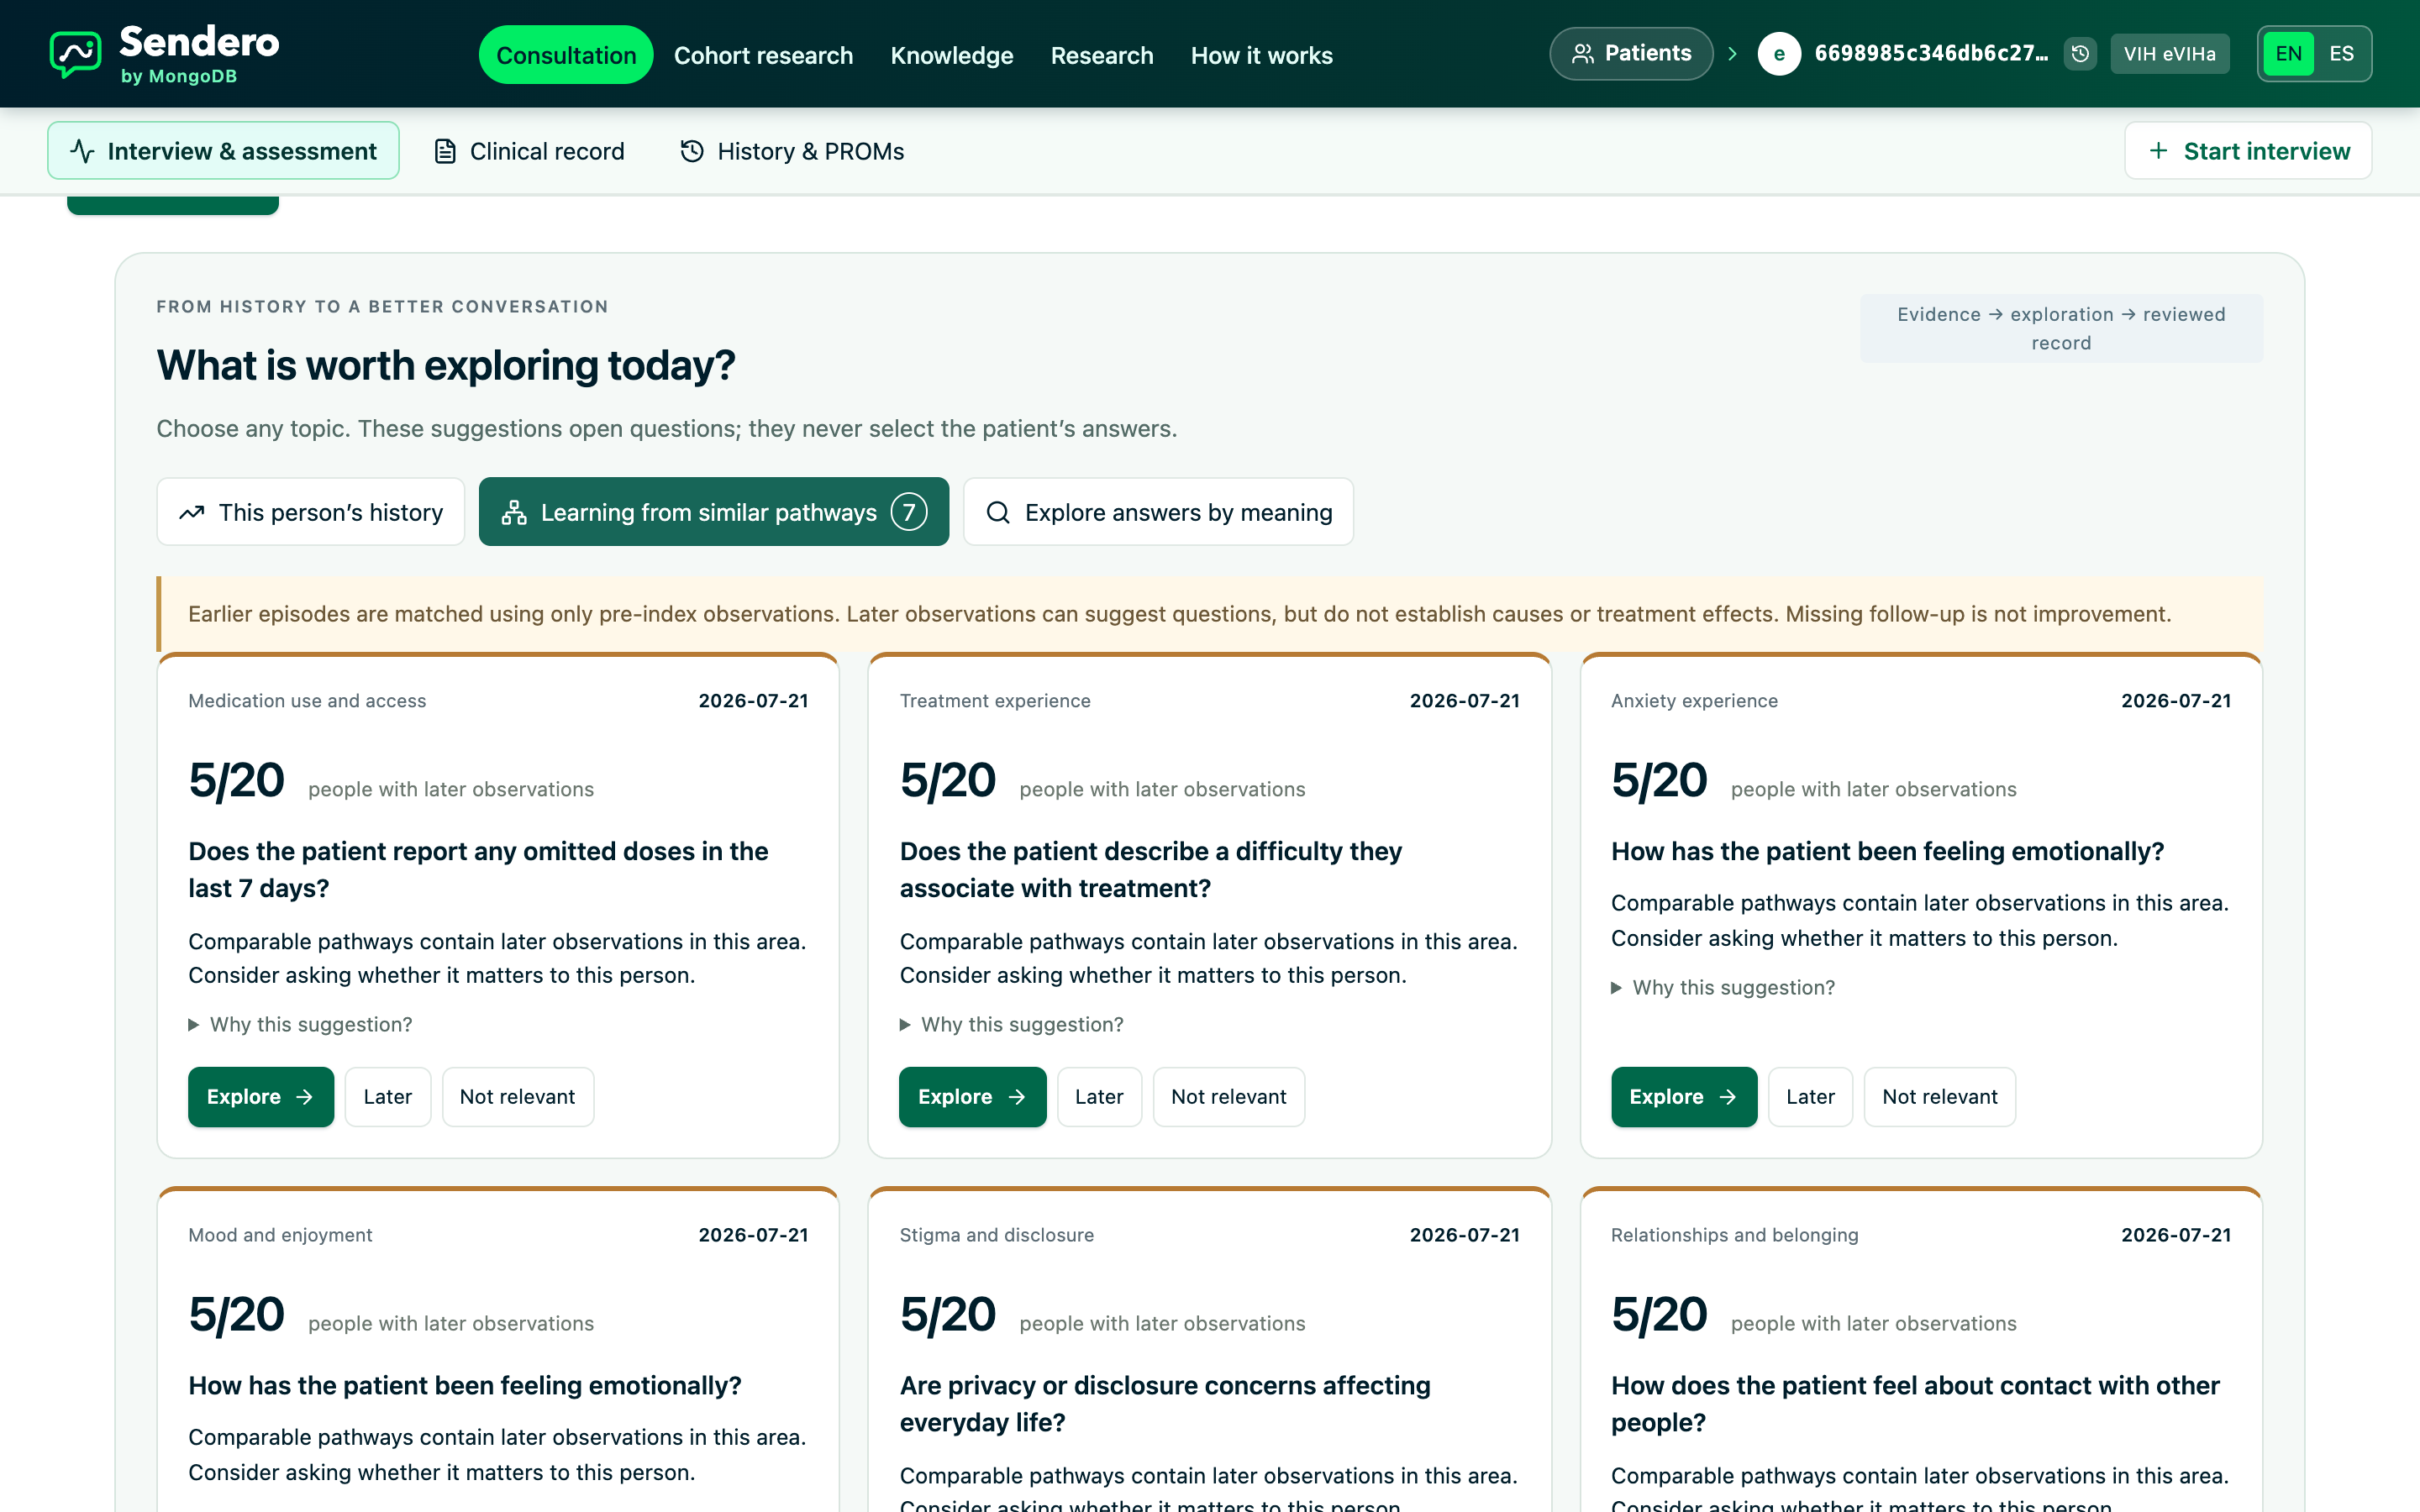 Sendero
by MongoDB
Consultation
Cohort research
Knowledge
Research
How it works
Patients
e
6698985c346db6c27…
VIH eVIHa
EN
ES
Interview & assessment
Clinical record
History & PROMs
+ Start interview
FROM HISTORY TO A BETTER CONVERSATION
Evidence → exploration → reviewed
record
What is worth exploring today?
Choose any topic. These suggestions open questions; they never select the patient’s answers.
This person’s history
Learning from similar pathways 7
Explore answers by meaning
Earlier episodes are matched using only pre-index observations. Later observations can suggest questions, but do not establish causes or treatment effects. Missing follow-up is not improvement.
Medication use and access 2026-07-21
5/20 people with later observations
Does the patient report any omitted doses in the
last 7 days?
Comparable pathways contain later observations in this area.
Consider asking whether it matters to this person.
Why this suggestion?
Explore → Later Not relevant
Treatment experience 2026-07-21
5/20 people with later observations
Does the patient describe a difficulty they
associate with treatment?
Comparable pathways contain later observations in this area.
Consider asking whether it matters to this person.
Why this suggestion?
Explore → Later Not relevant
Anxiety experience 2026-07-21
5/20 people with later observations
How has the patient been feeling emotionally?
Comparable pathways contain later observations in this area.
Consider asking whether it matters to this person.
Why this suggestion?
Explore → Later Not relevant
Mood and enjoyment 2026-07-21
5/20 people with later observations
How has the patient been feeling emotionally?
Comparable pathways contain later observations in this area.
Consider asking whether it matters to this person.
Stigma and disclosure 2026-07-21
5/20 people with later observations
Are privacy or disclosure concerns affecting
everyday life?
Comparable pathways contain later observations in this area.
Consider asking whether it matters to this person.
Relationships and belonging 2026-07-21
5/20 people with later observations
How does the patient feel about contact with other
people?
Comparable pathways contain later observations in this area.
Consider asking whether it matters to this person.